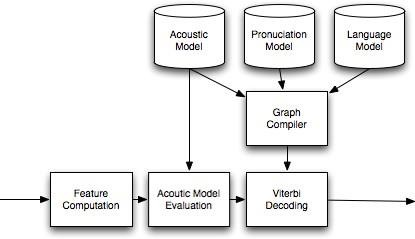 Acoustic
Model
Pronuciation
Model
Language
Model
Graph
Compiler
Feature
Computation
Acoutic Model
Evaluation
Viterbi
Decoding